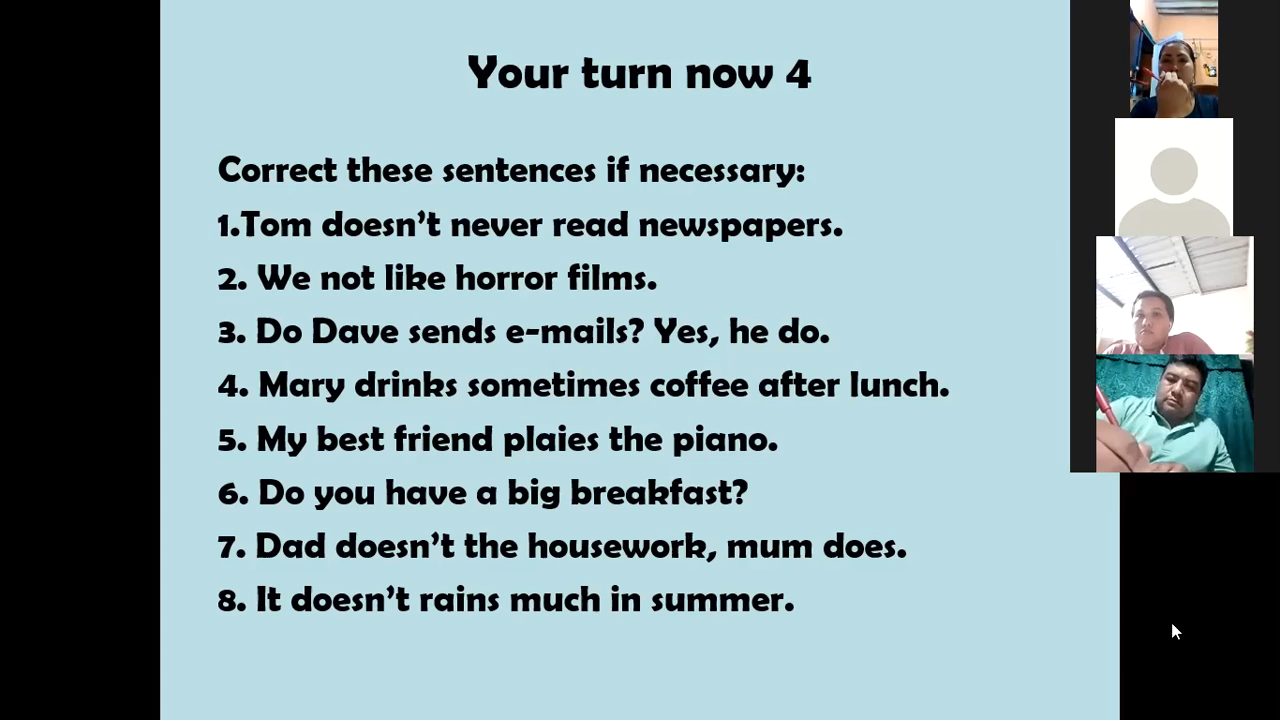 Your turn now 4
Correct these sentences if necessary:
1.Tom doesn't never read newspapers.
2. We not like horror films.
3. Do Dave sends e-mails? Yes, he do.
4. Mary drinks sometimes coffee after lunch.
5. My best friend plaies the piano.
6. Do you have a big breakfast?
7. Dad doesn't the housework, mum does.
8. It doesn't rains much in summer.